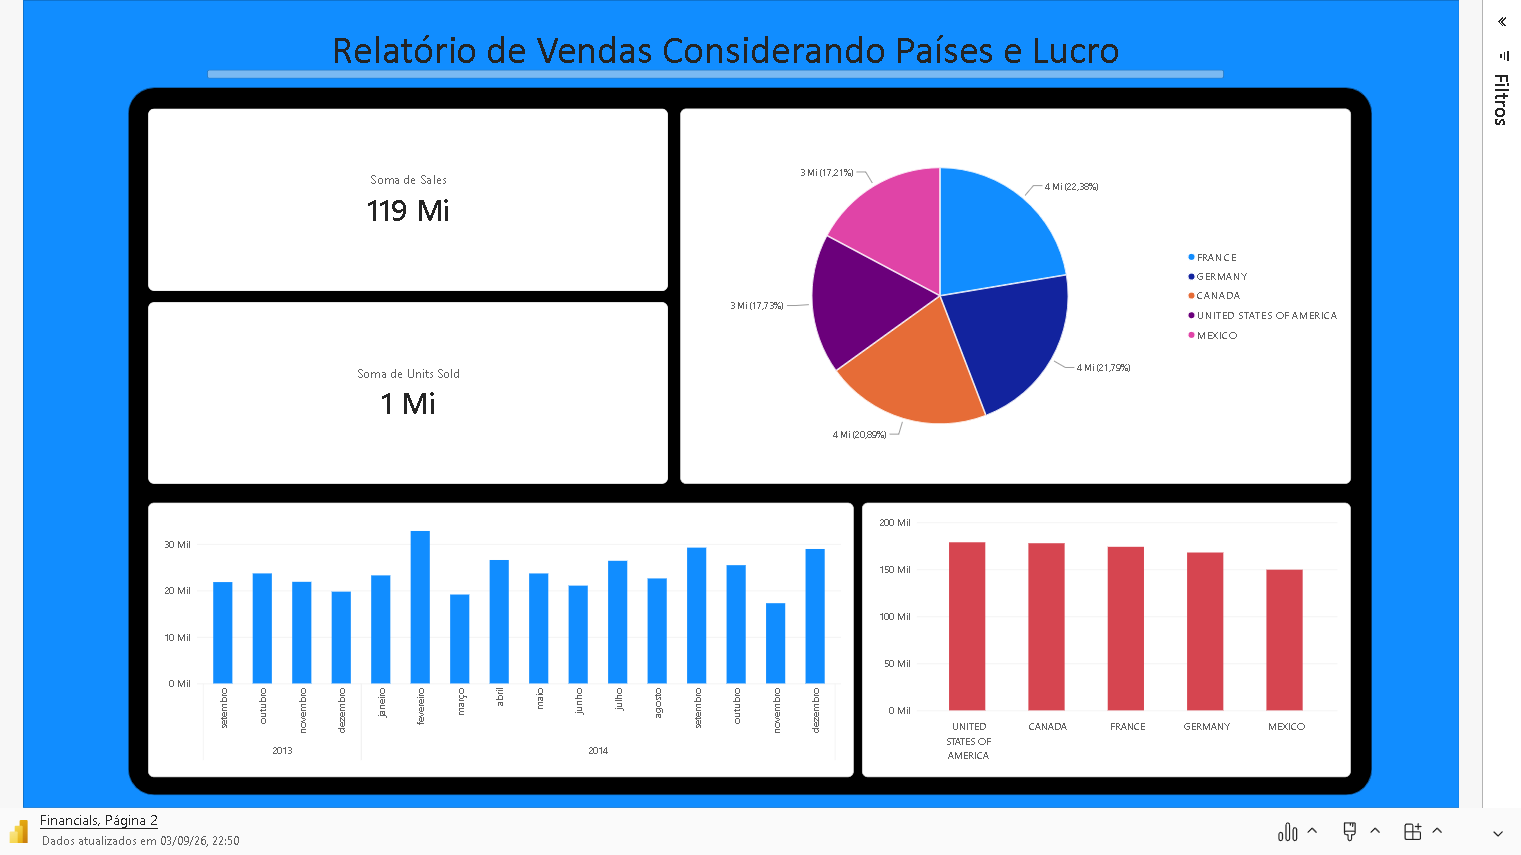 Relatório de Vendas Considerando Países e Lucro
Filtros
Soma de Sales
119 Mi
Soma de Units Sold
1 Mi
3 Mi (17,21%)
4 Mi (22,38%)
3 Mi (17,73%)
4 Mi (21,79%)
4 Mi (20,89%)
FRANCE
GERMANY
CANADA
UNITED STATES OF AMERICA
MEXICO
30 Mil
20 Mil
10 Mil
0 Mil
setembro
outubro
novembro
dezembro
janeiro
fevereiro
março
abril
maio
junho
julho
agosto
setembro
outubro
novembro
dezembro
2013
2014
200 Mil
150 Mil
100 Mil
50 Mil
0 Mil
UNITED
STATES OF
AMERICA
CANADA
FRANCE
GERMANY
MEXICO
Financials, Página 2
Dados atualizados em 03/09/26, 22:50